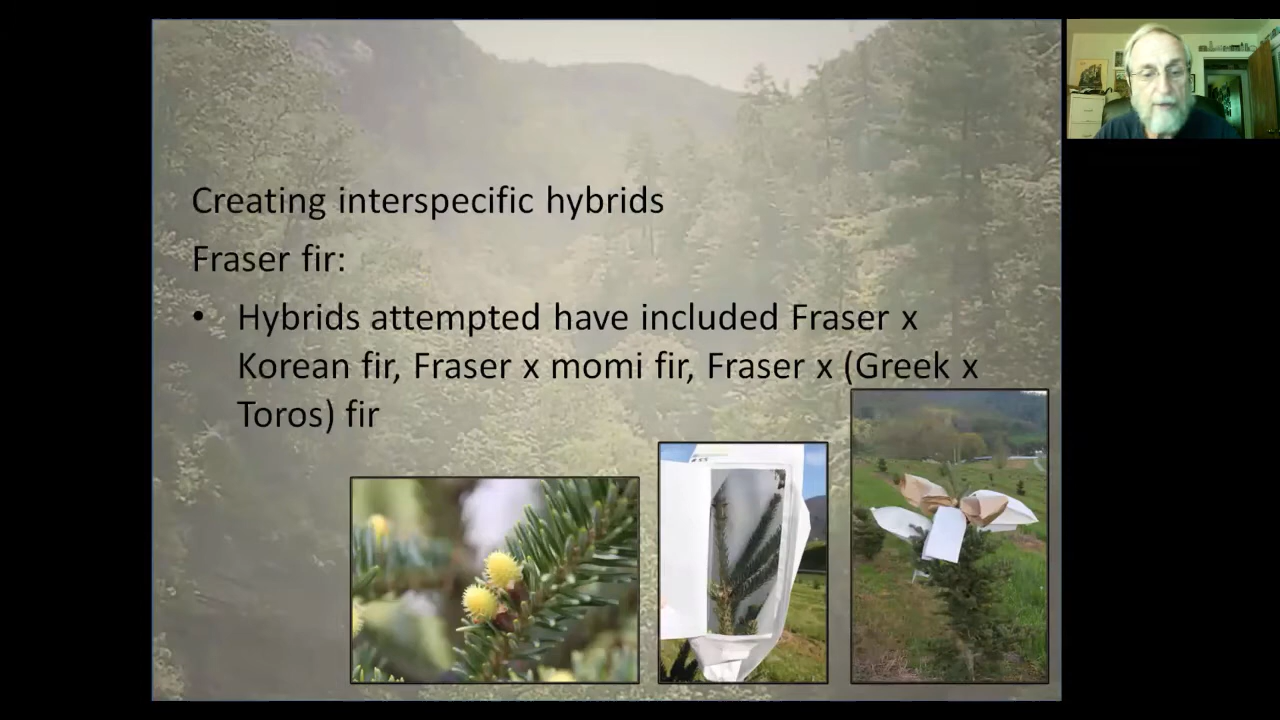 Creating interspecific hybrids
Fraser fir:
• Hybrids attempted have included Fraser x
Korean fir, Fraser x momi fir, Fraser x (Greek x
Toros) fir